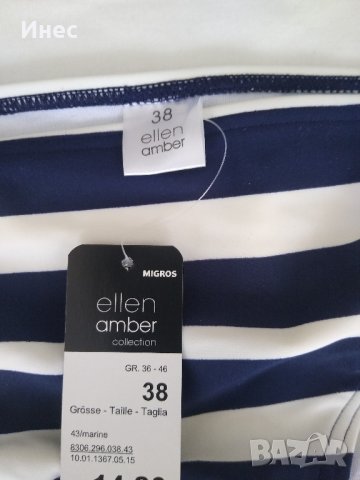 Инес
38
ellen
amber
MIGROS
ellen
amber
collection
GR. 36 - 46
38
Grösse - Taille - Taglia
43/marine
8306.296.038.43
10.01.1367.05.15
bazar